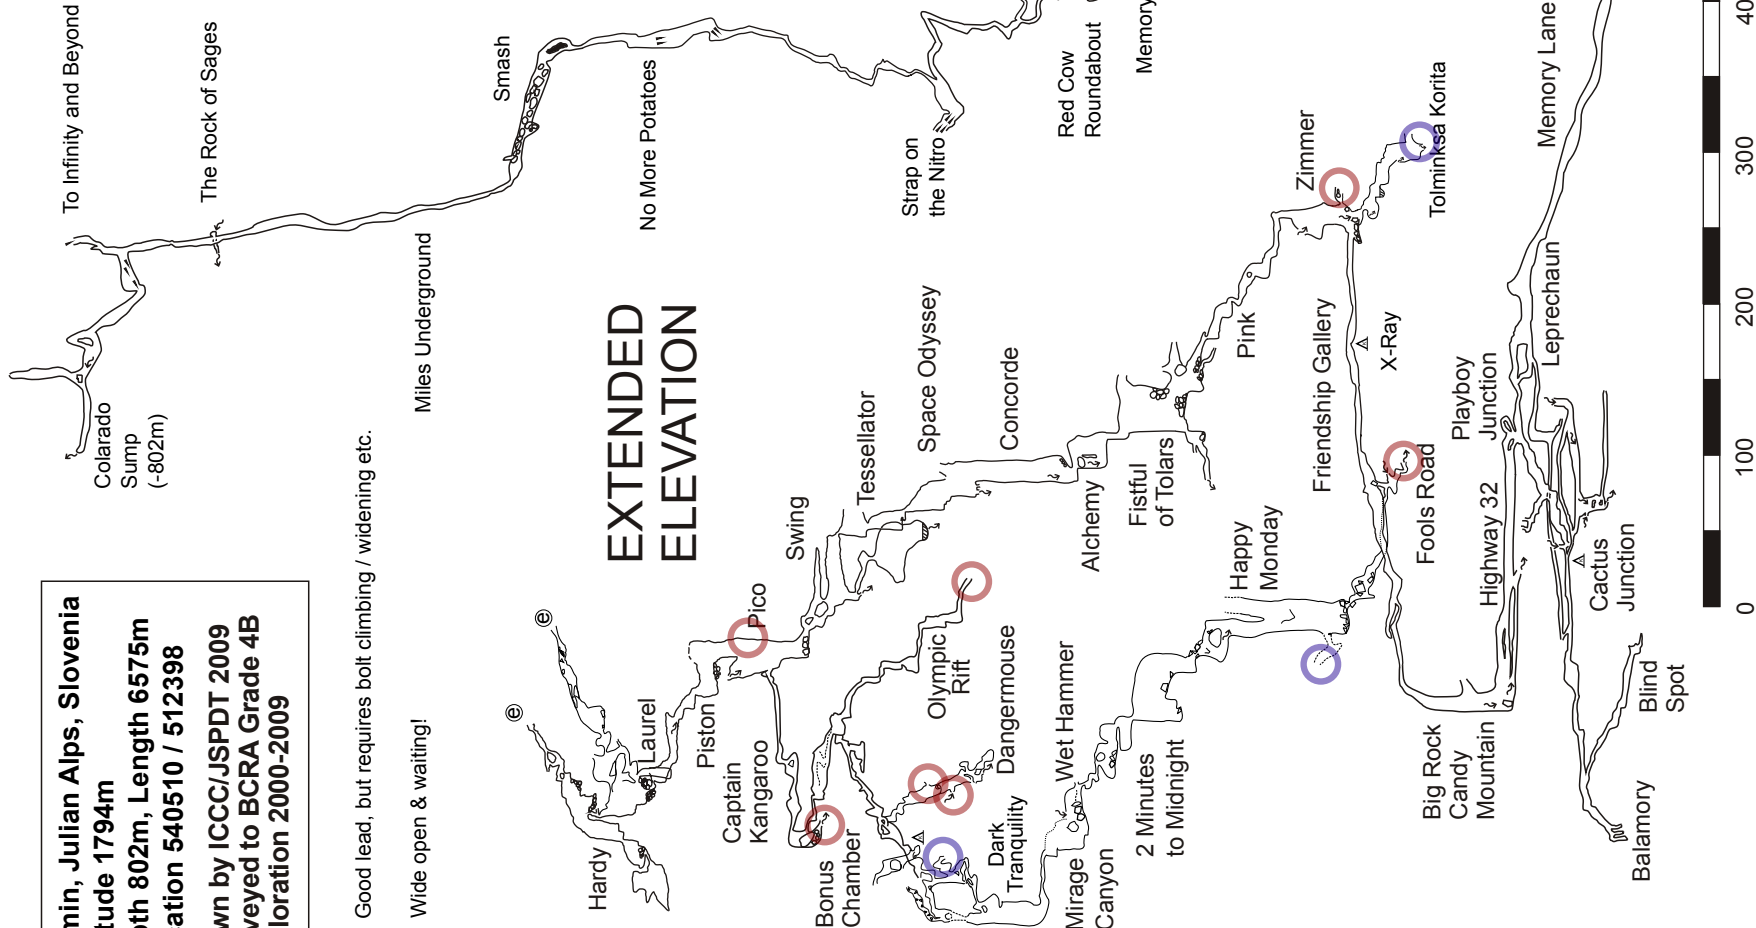 min, Julian Alps, Slovenia
tude 1794m
oth 802m, Length 6575m
ation 5405110 / 512398
wn by ICCC/JSPDT 2009
veyed to BCRA Grade 4B
loration 2000-2009
Good lead, but requires bolt climbing / widening etc.
Wide open & waiting!
EXTENDED
ELEVATION
To Infinity and Beyond
The Rock of Sages
Colarado
Sump
(-802m)
Miles Underground
Smash
No More Potatoes
Strap on
the Nitro
Red Cow
Roundabout
Memory
e
e
Hardy
Laurel
Piston
Pico
Captain
Kangaroo
Swing
Tessellator
Space Odyssey
Concorde
Bonus
Chamber
Olympic
Rift
Dangermouse
Dark
Tranquility
Wet Hammer
Mirage
Canyon
2 Minutes
to Midnight
Alchemy
Fistful
of Tolars
Happy
Monday
Pink
Zimmer
Tolminksa Korita
Friendship Gallery
X-Ray
Fools Road
Big Rock
Candy
Mountain
Highway 32
Playboy
Junction
Leprechaun
Memory Lane
Cactus
Junction
Blind
Spot
Balamory
0
100
200
300
40